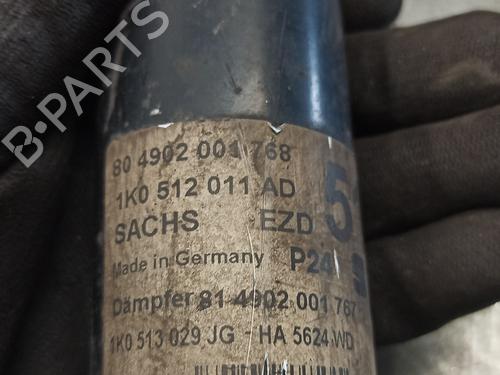 B-PARTS
80 4902 001 768
1K0 512 011 AD
SACHS EZD
Made in Germany P24
Dämpfer 81 4902 001 767
1K0 513 029 JG - HA 5624 WD